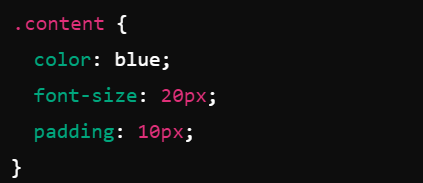 .content {
  color: blue;
  font-size: 20px;
  padding: 10px;
}